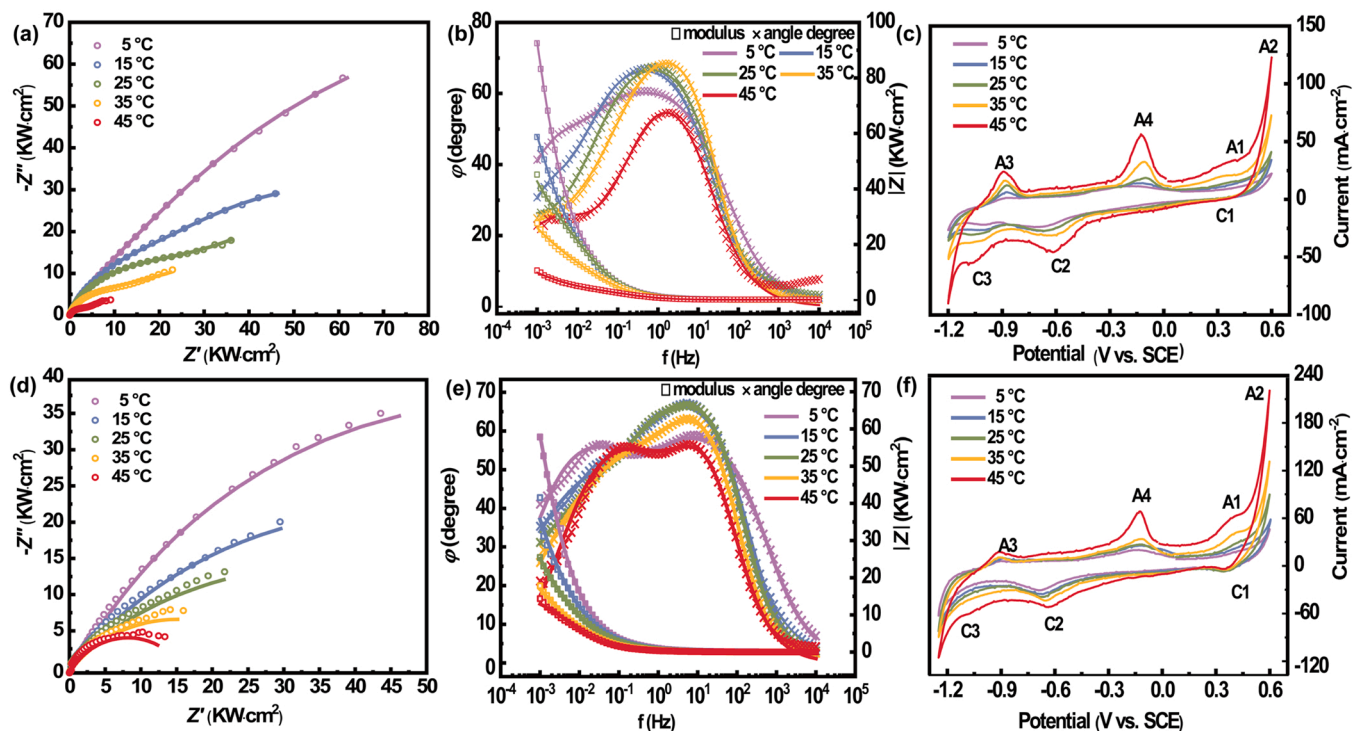 (a)
70
60
50
40
30
20
10
0
-Z″ (KW·cm²)
5 °C
15 °C
25 °C
35 °C
45 °C
0 10 20 30 40 50 60 70 80
Z′ (KW·cm²)
(b)
80
60
40
20
0
φ (degree)
modulus × angle degree
5 °C 15 °C
25 °C 35 °C
45 °C
100
80
60
40
20
0
|Z| (KW·cm²)
10⁻⁴ 10⁻³ 10⁻² 10⁻¹ 10⁰ 10¹ 10² 10³ 10⁴ 10⁵
f (Hz)
(c)
5 °C
15 °C
25 °C
35 °C
45 °C
A2
A4
A3
A1
C1
C2
C3
150
100
50
0
-50
-100
Current (mA·cm⁻²)
-1.2 -0.9 -0.6 -0.3 0.0 0.3 0.6
Potential (V vs. SCE)
(d)
40
35
30
25
20
15
10
5
0
-Z″ (KW·cm²)
5 °C
15 °C
25 °C
35 °C
45 °C
0 5 10 15 20 25 30 35 40 45 50
Z′ (KW·cm²)
(e)
70
60
50
40
30
20
10
0
φ (degree)
modulus × angle degree
5 °C
15 °C
25 °C
35 °C
45 °C
70
60
50
40
30
20
10
0
|Z| (KW·cm²)
10⁻⁴ 10⁻³ 10⁻² 10⁻¹ 10⁰ 10¹ 10² 10³ 10⁴ 10⁵
f (Hz)
(f)
5 °C
15 °C
25 °C
35 °C
45 °C
A2
A4
A1
A3
C1
C2
C3
240
180
120
60
0
-60
-120
Current (mA·cm⁻²)
-1.2 -0.9 -0.6 -0.3 0.0 0.3 0.6
Potential (V vs. SCE)